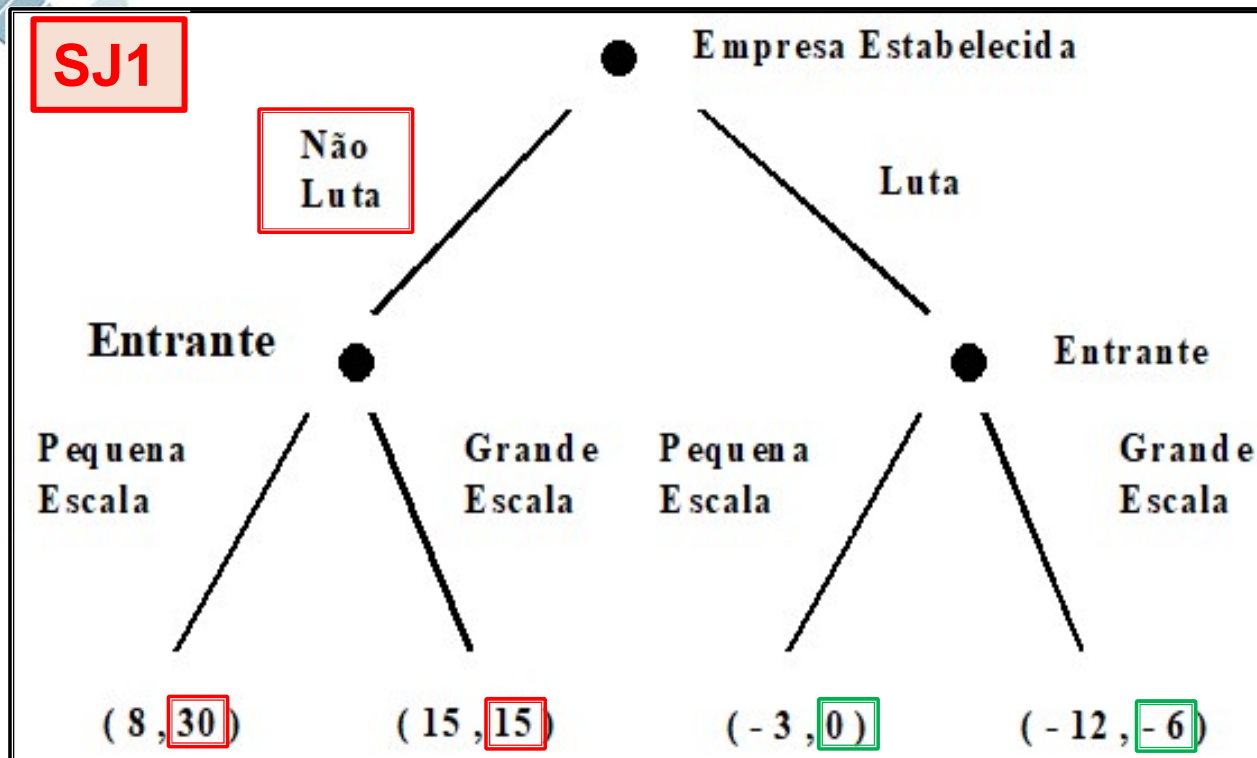 SJ1
Empresa Estabelecida
Não
Luta
Luta
Entrante
Entrante
Pequena
Escala
Grande
Escala
Pequena
Escala
Grande
Escala
( 8 , 30 )
( 15 , 15 )
( - 3 , 0 )
( - 12 , - 6 )